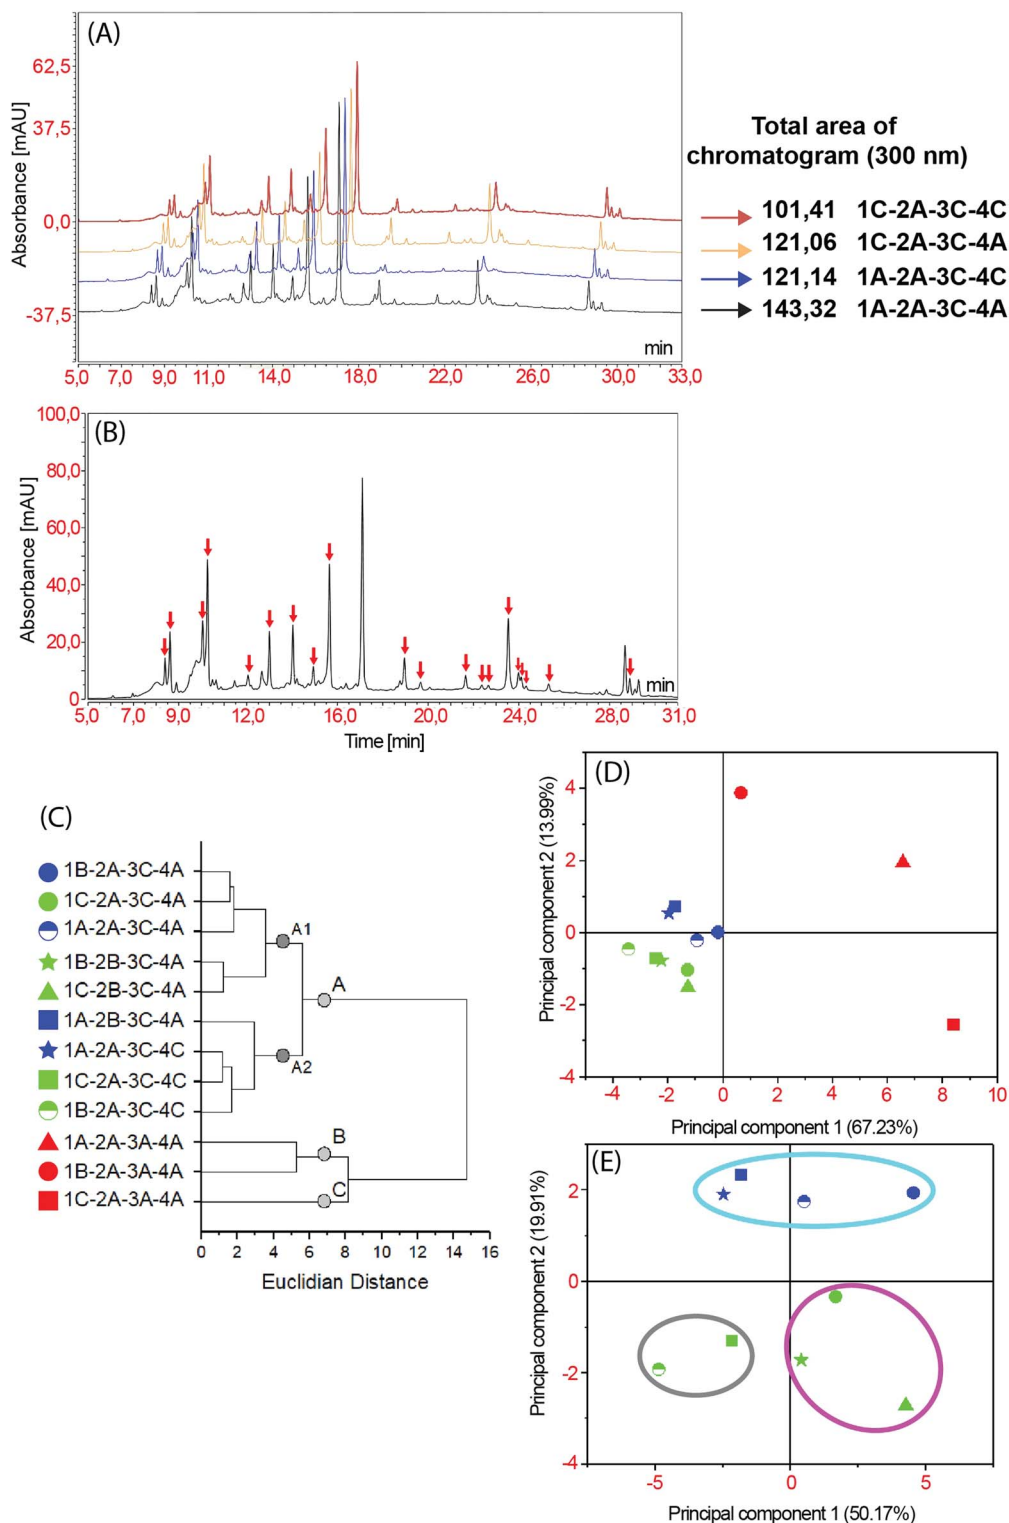 (A)
Absorbance [mAU]
62,5
37,5
0,0
-37,5
min
5,0 7,0 9,0 11,0 14,0 18,0 22,0 26,0 30,0 33,0
Total area of
chromatogram (300 nm)
101,41 1C-2A-3C-4C
121,06 1C-2A-3C-4A
121,14 1A-2A-3C-4C
143,32 1A-2A-3C-4A
(B)
Absorbance [mAU]
100,0
80,0
60,0
40,0
20,0
0
min
5,0 7,0 9,0 12,0 16,0 20,0 24,0 28,0 31,0
Time [min]
(C)
1B-2A-3C-4A
1C-2A-3C-4A
1A-2A-3C-4A
1B-2B-3C-4A
1C-2B-3C-4A
1A-2B-3C-4A
1A-2A-3C-4C
1C-2A-3C-4C
1B-2A-3C-4C
1A-2A-3A-4A
1B-2A-3A-4A
1C-2A-3A-4A
A1
A
A2
B
C
0 2 4 6 8 10 12 14 16
Euclidian Distance
(D)
Principal component 2 (13.99%)
4
2
0
-2
-4
-4 -2 0 2 4 6 8 10
Principal component 1 (67.23%)
(E)
Principal component 2 (19.91%)
2
0
-2
-4
-5 0 5
Principal component 1 (50.17%)